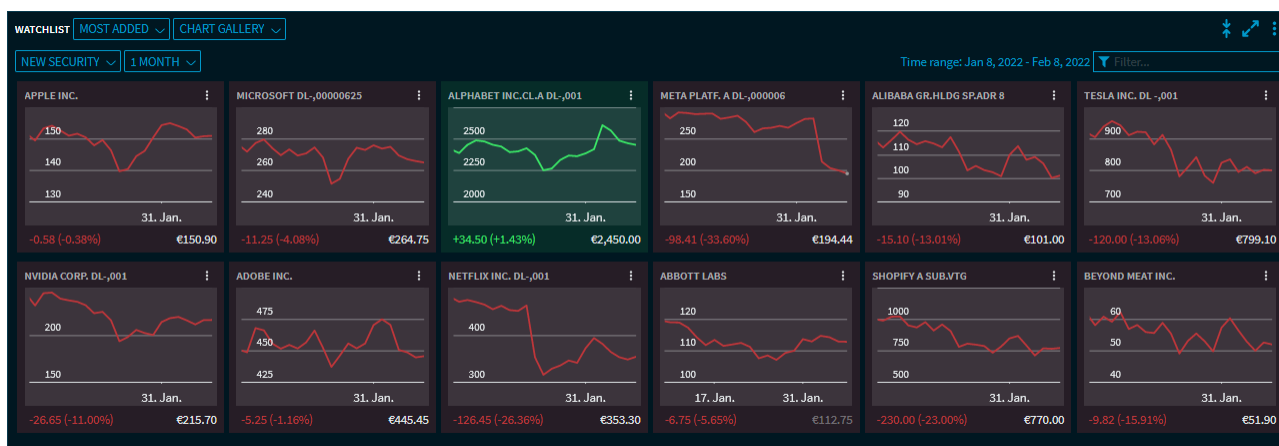 WATCHLIST MOST ADDED CHART GALLERY
NEW SECURITY 1 MONTH Time range: Jan 8, 2022 - Feb 8, 2022 Filter...
APPLE INC.
150
140
130
31. Jan.
-0.58 (-0.38%) €150.90
MICROSOFT DL-,00000625
280
260
240
31. Jan.
-11.25 (-4.08%) €264.75
ALPHABET INC.CL.A DL-,001
2500
2250
2000
31. Jan.
+34.50 (+1.43%) €2,450.00
META PLATF. A DL-,000006
250
200
150
31. Jan.
-98.41 (-33.60%) €194.44
ALIBABA GR.HLDG SP.ADR 8
120
110
100
90
31. Jan.
-15.10 (-13.01%) €101.00
TESLA INC. DL -,001
900
800
700
31. Jan.
-120.00 (-13.06%) €799.10
NVIDIA CORP. DL-,001
200
150
31. Jan.
-26.65 (-11.00%) €215.70
ADOBE INC.
475
450
425
31. Jan.
-5.25 (-1.16%) €445.45
NETFLIX INC. DL-,001
400
300
31. Jan.
-126.45 (-26.36%) €353.30
ABBOTT LABS
120
110
100
17. Jan. 31. Jan.
-6.75 (-5.65%) €112.75
SHOPIFY A SUB.VTG
1000
750
500
31. Jan.
-230.00 (-23.00%) €770.00
BEYOND MEAT INC.
60
50
40
31. Jan.
-9.82 (-15.91%) €51.90